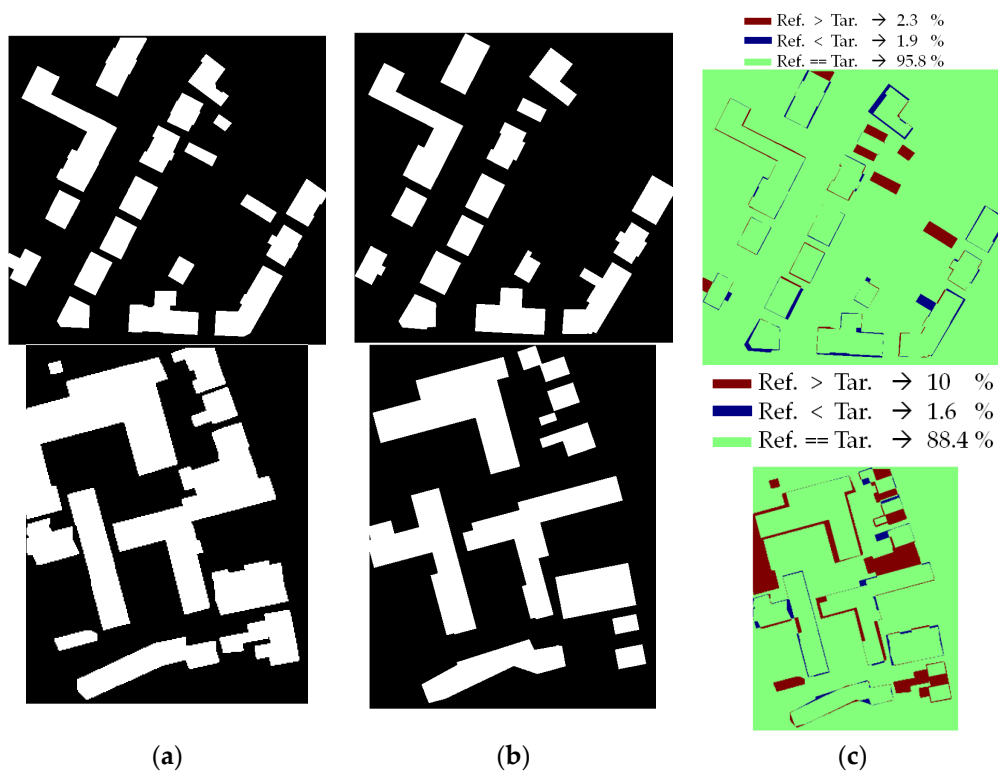 Ref. > Tar. → 2.3 %
Ref. < Tar. → 1.9 %
Ref. == Tar. → 95.8 %
Ref. > Tar. → 10 %
Ref. < Tar. → 1.6 %
Ref. == Tar. → 88.4 %
(a) (b) (c)